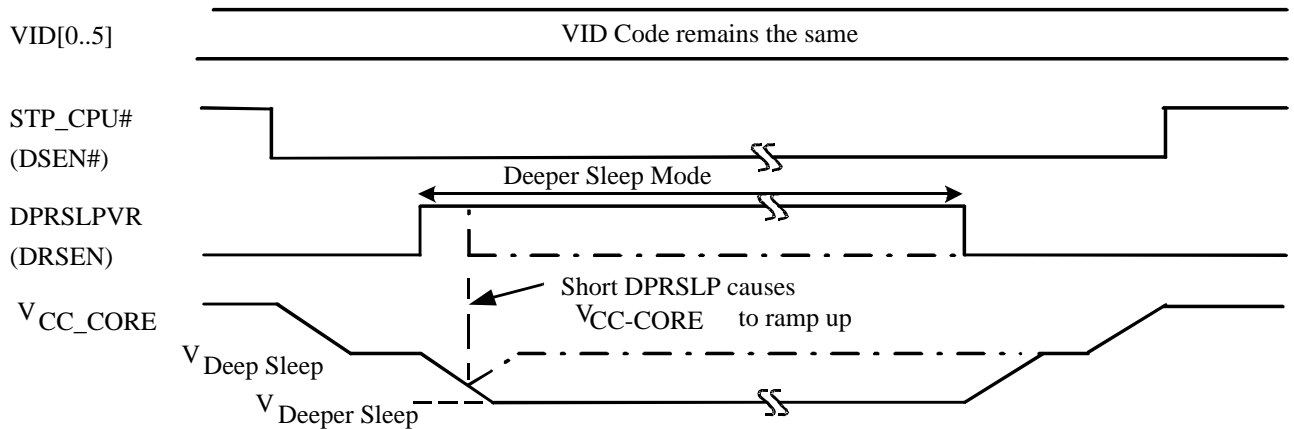 VID[0..5]
VID Code remains the same
STP_CPU#
(DSEN#)
Deeper Sleep Mode
DPRSLPVR
(DRSEN)
Short DPRSLP causes
VCC-CORE to ramp up
VCC_CORE
VDeep Sleep
VDeeper Sleep